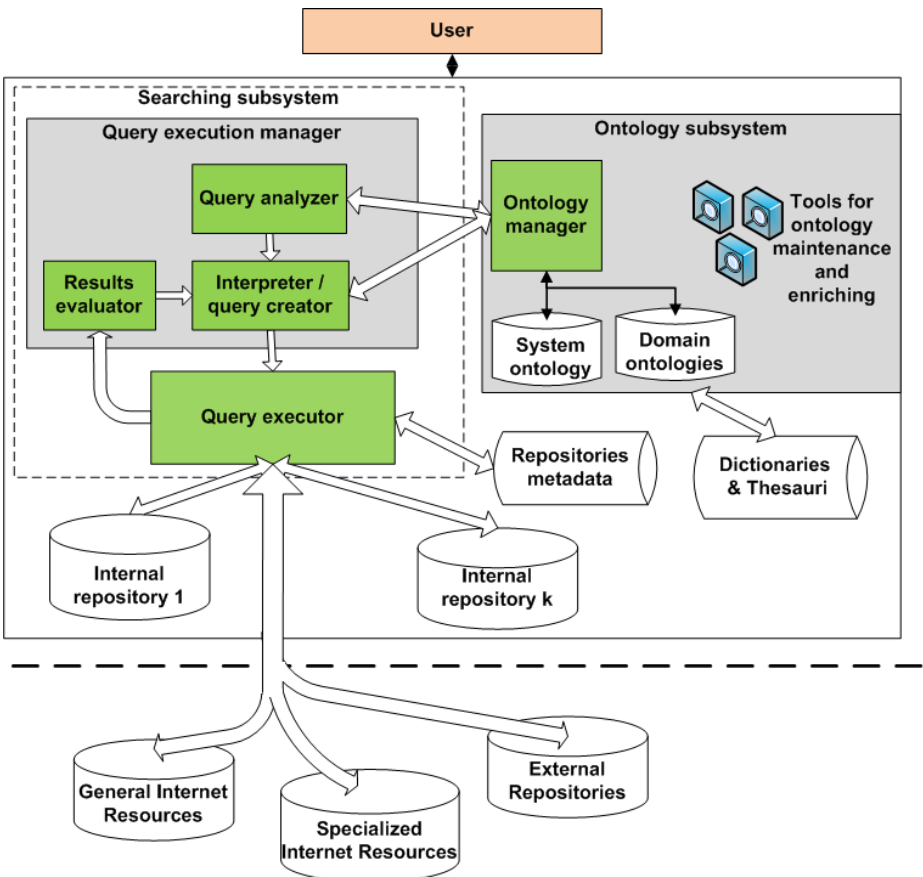 User
Searching subsystem
Query execution manager
Query analyzer
Results
evaluator
Interpreter /
query creator
Query executor
Ontology subsystem
Ontology
manager
Tools for
ontology
maintenance
and
enriching
System
ontology
Domain
ontologies
Repositories
metadata
Dictionaries
& Thesauri
Internal
repository 1
Internal
repository k
General Internet
Resources
Specialized
Internet Resources
External
Repositories